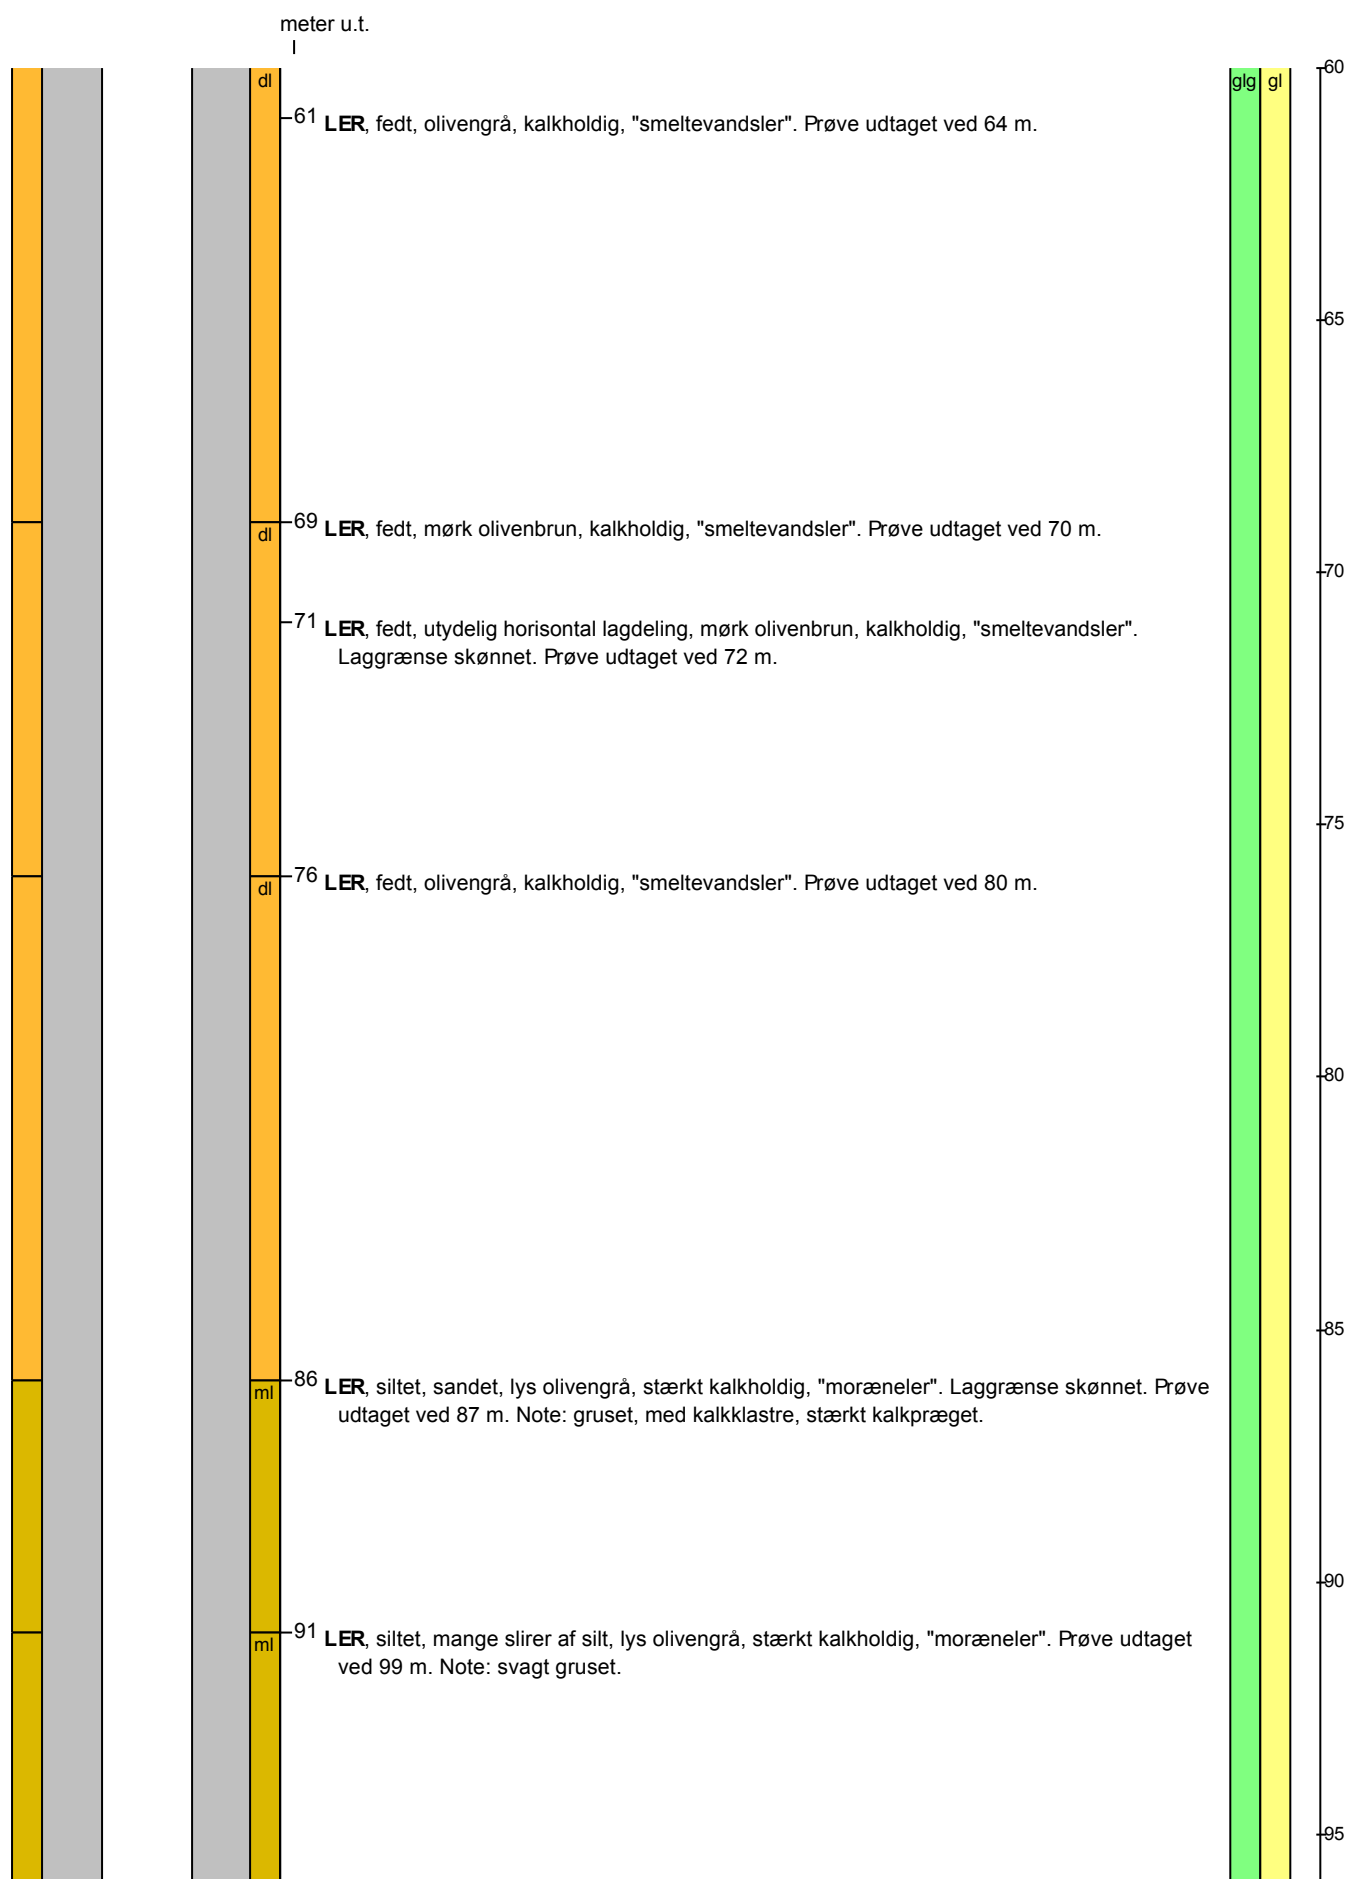 meter u.t.
dl
glg
gl
60
61 LER, fedt, olivengrå, kalkholdig, "smeltevandsler". Prøve udtaget ved 64 m.
65
69 LER, fedt, mørk olivenbrun, kalkholdig, "smeltevandsler". Prøve udtaget ved 70 m.
dl
70
71 LER, fedt, utydelig horisontal lagdeling, mørk olivenbrun, kalkholdig, "smeltevandsler".
Laggrænse skønnet. Prøve udtaget ved 72 m.
75
76 LER, fedt, olivengrå, kalkholdig, "smeltevandsler". Prøve udtaget ved 80 m.
dl
80
85
86 LER, siltet, sandet, lys olivengrå, stærkt kalkholdig, "moræneler". Laggrænse skønnet. Prøve
ml
udtaget ved 87 m. Note: gruset, med kalkklastre, stærkt kalkpræget.
90
91 LER, siltet, mange slirer af silt, lys olivengrå, stærkt kalkholdig, "moræneler". Prøve udtaget
ml
ved 99 m. Note: svagt gruset.
95